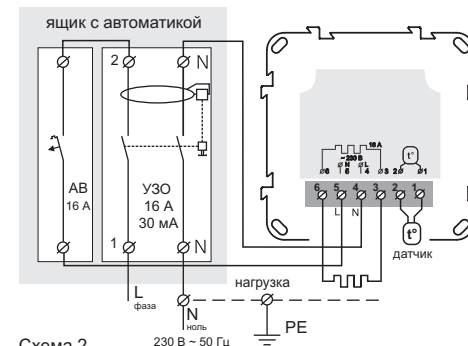 ящик с автоматикой
2 N
16 A
~ 230 В
N L
6 5 4 3 2 1
t°
6 5 4 3 2 1
L N
t°
датчик
АВ
16 А
УЗО
16 А
30 мА
1 N
нагрузка
L
фаза
N
ноль
PE
230 В ~ 50 Гц
Схема 2